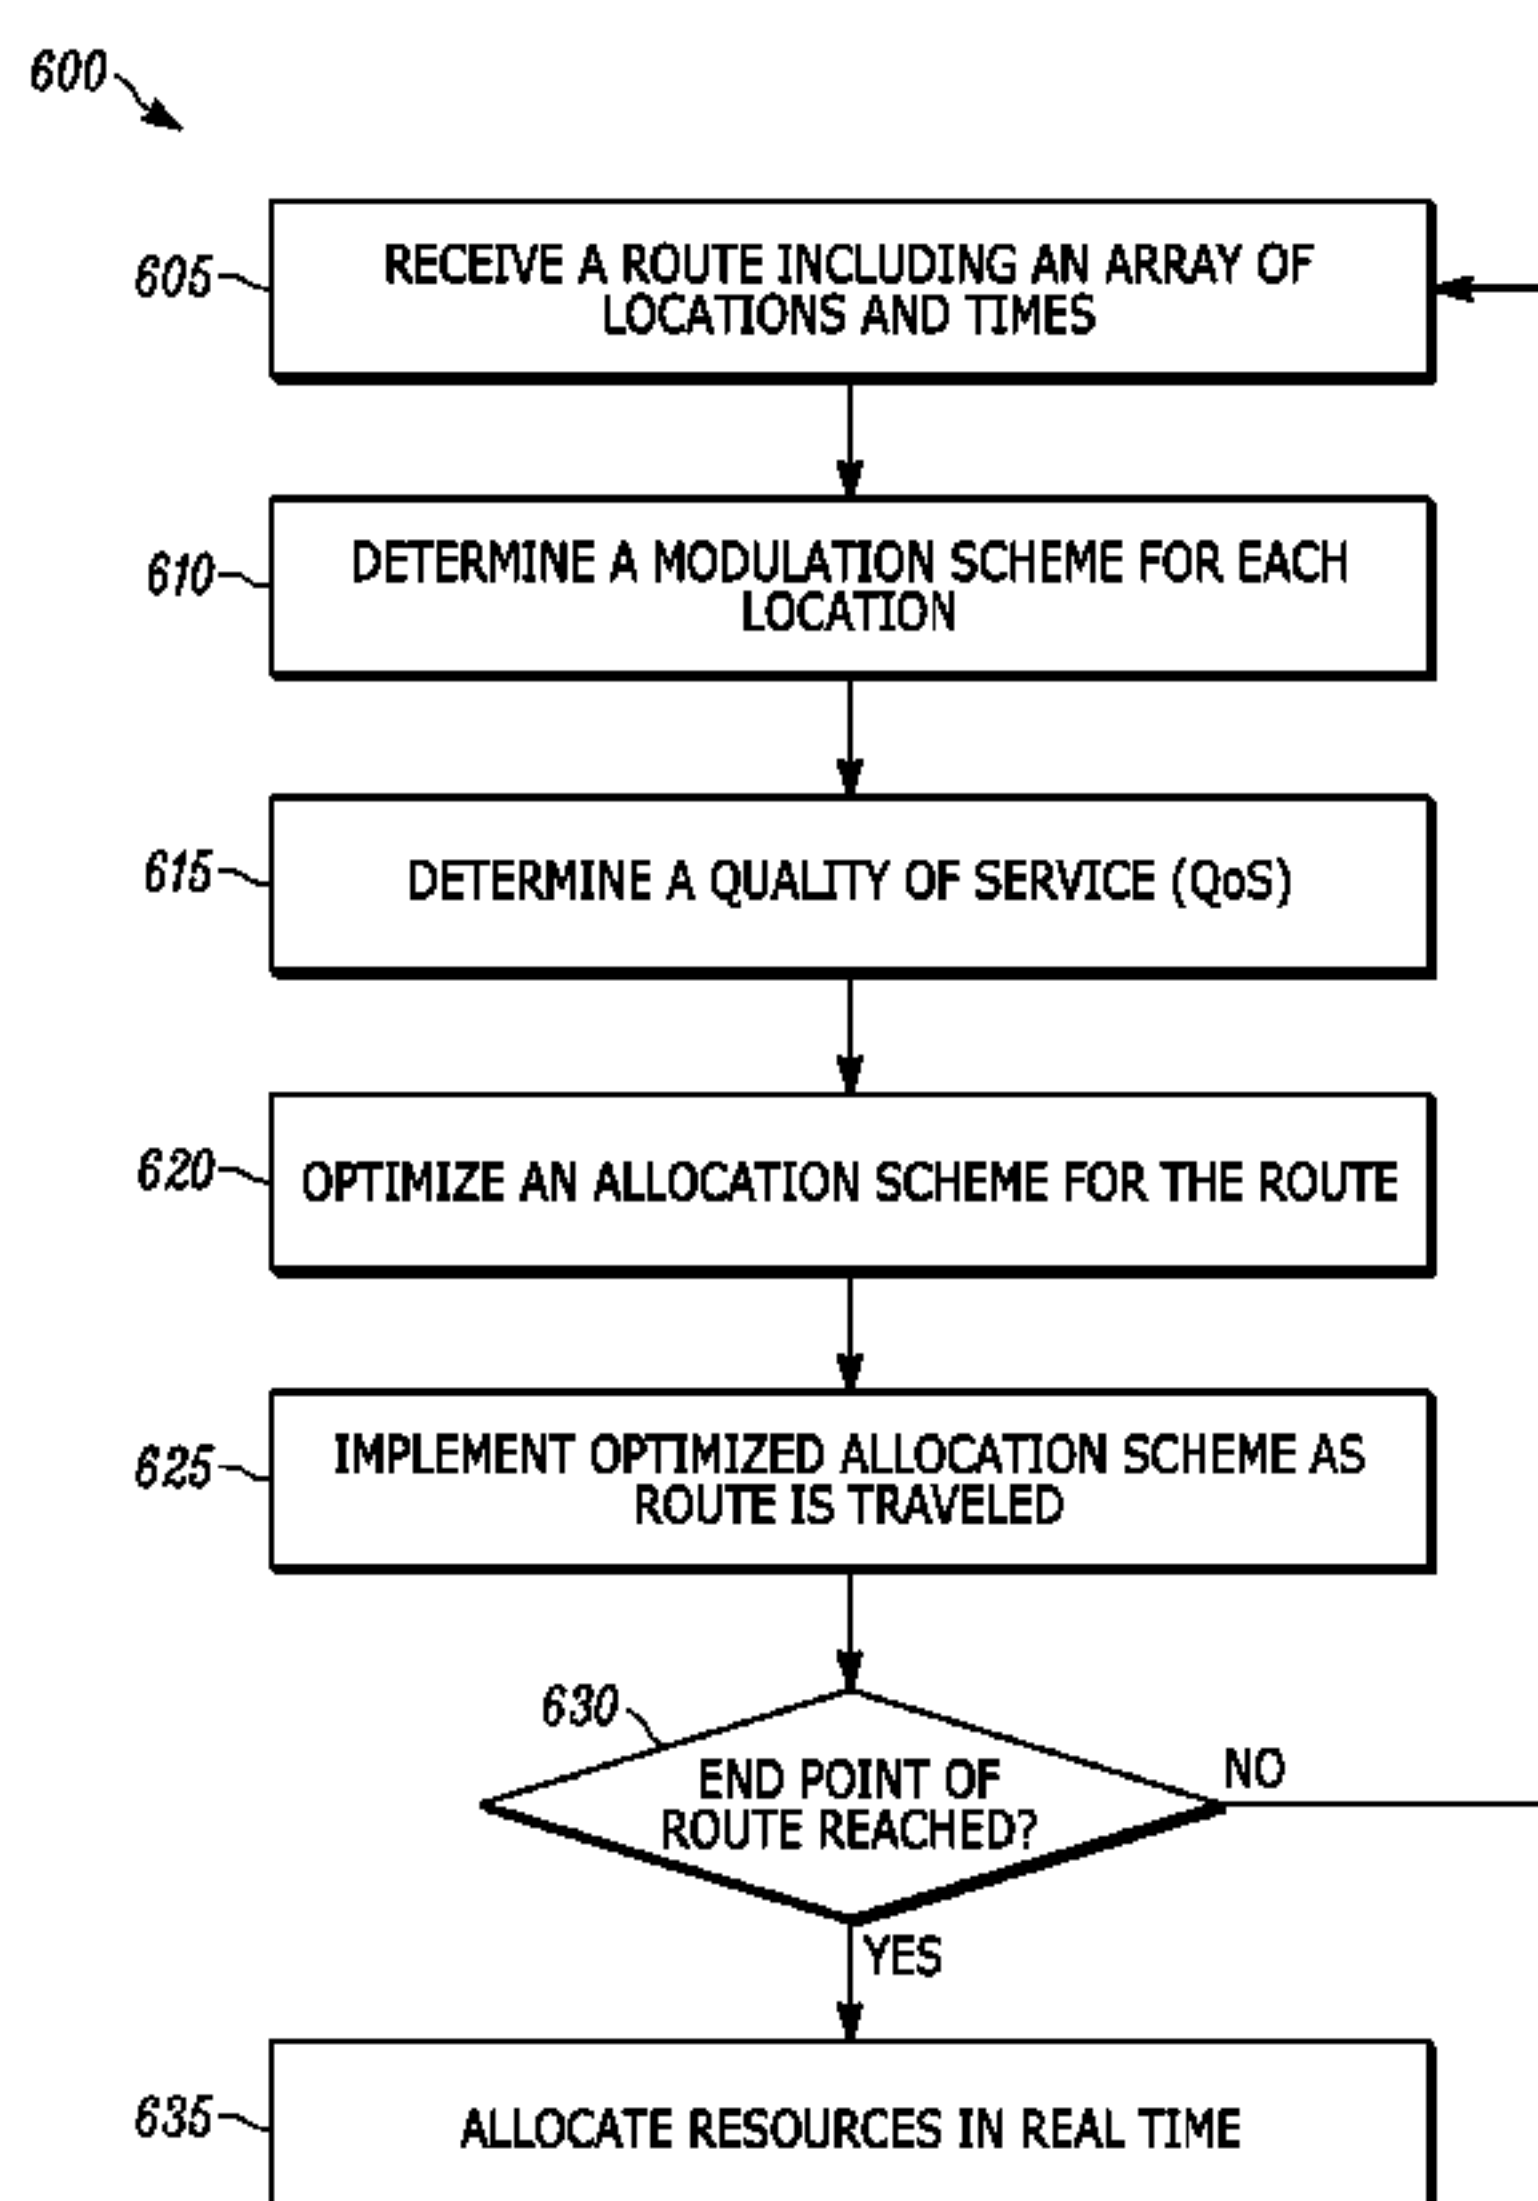 600
605
RECEIVE A ROUTE INCLUDING AN ARRAY OF
LOCATIONS AND TIMES
610
DETERMINE A MODULATION SCHEME FOR EACH
LOCATION
615
DETERMINE A QUALITY OF SERVICE (QoS)
620
OPTIMIZE AN ALLOCATION SCHEME FOR THE ROUTE
625
IMPLEMENT OPTIMIZED ALLOCATION SCHEME AS
ROUTE IS TRAVELED
630
END POINT OF
ROUTE REACHED?
NO
YES
635
ALLOCATE RESOURCES IN REAL TIME